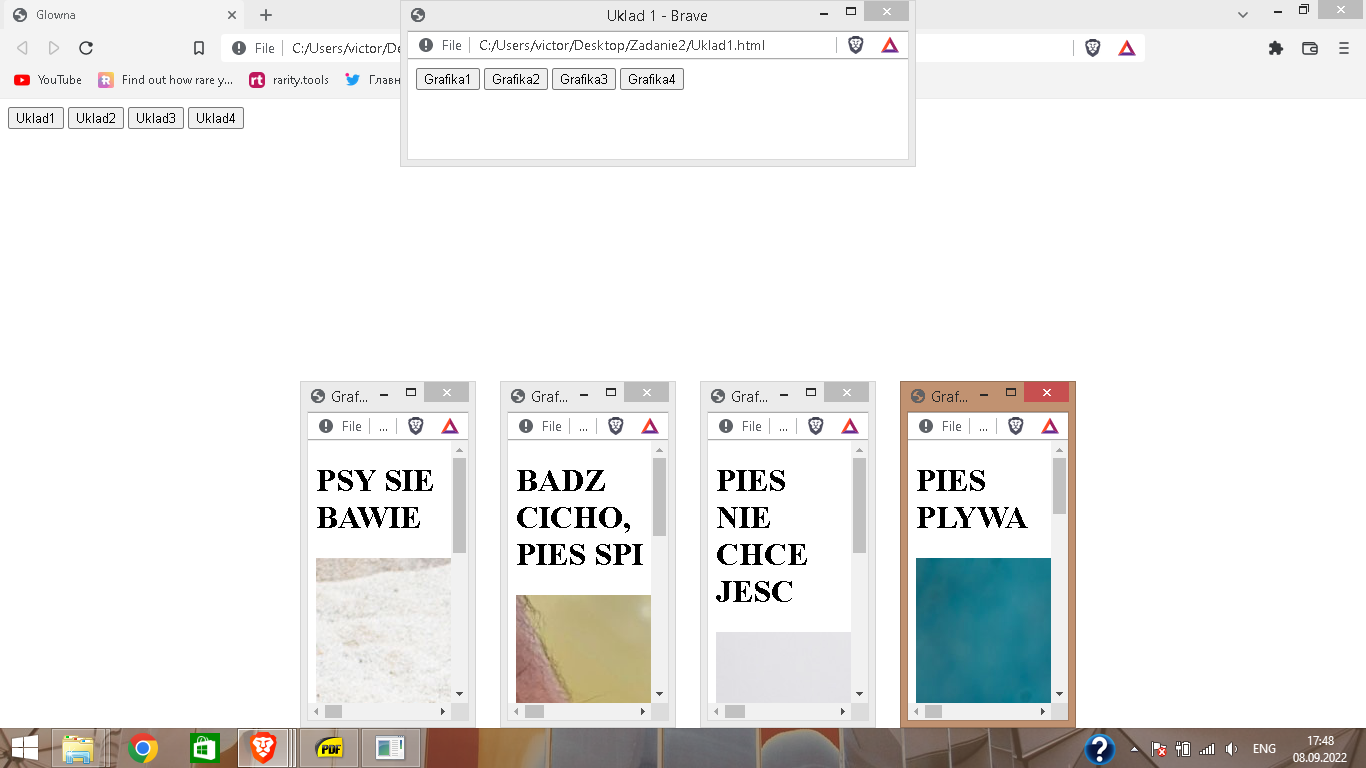 Glowna
Uklad 1 - Brave
File
C:/Users/victor/De
File
C:/Users/victor/Desktop/Zadanie2/Uklad1.html
YouTube
Find out how rare y...
rarity.tools
Главн
Grafika1
Grafika2
Grafika3
Grafika4
Uklad1
Uklad2
Uklad3
Uklad4
Graf...
File
...
PSY SIE
BAWIE
Graf...
File
...
BADZ
CICHO,
PIES SPI
Graf...
File
...
PIES
NIE
CHCE
JESC
Graf...
File
...
PIES
PLYWA
PDF
ENG
17:48
08.09.2022